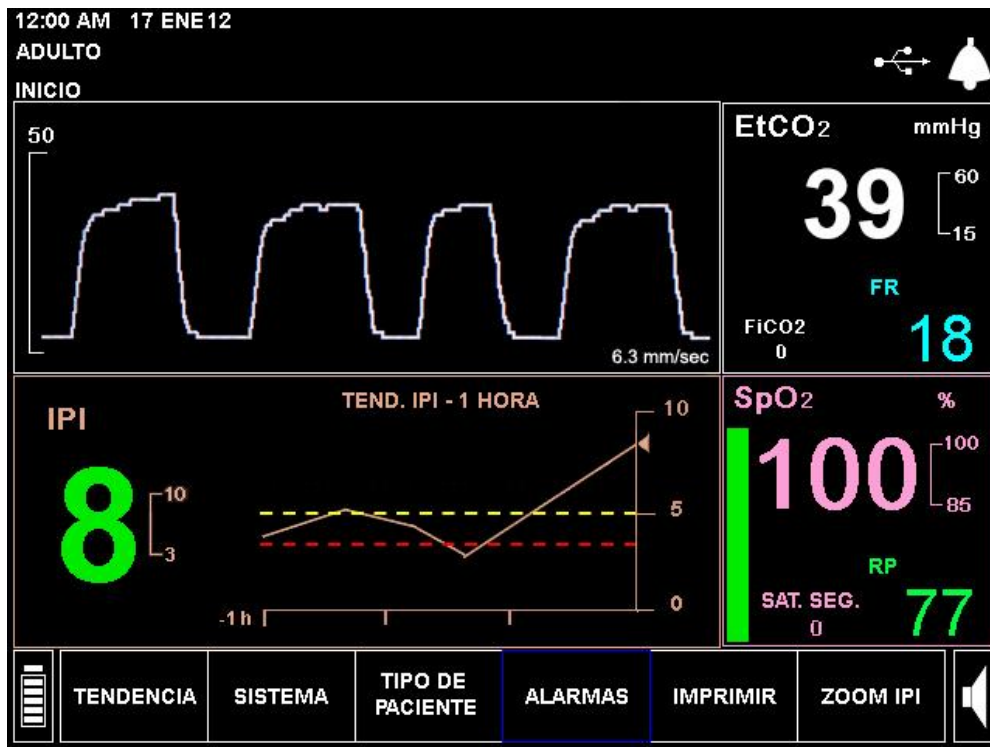 12:00 AM 17 ENE 12
ADULTO
INICIO
50
6.3 mm/sec
EtCO2 mmHg
39
60
15
FR
18
FiCO2
0
IPI
8
10
3
TEND. IPI - 1 HORA
10
5
0
-1 h
SpO2 %
100
100
85
RP
77
SAT. SEG.
0
TENDENCIA
SISTEMA
TIPO DE
PACIENTE
ALARMAS
IMPRIMIR
ZOOM IPI